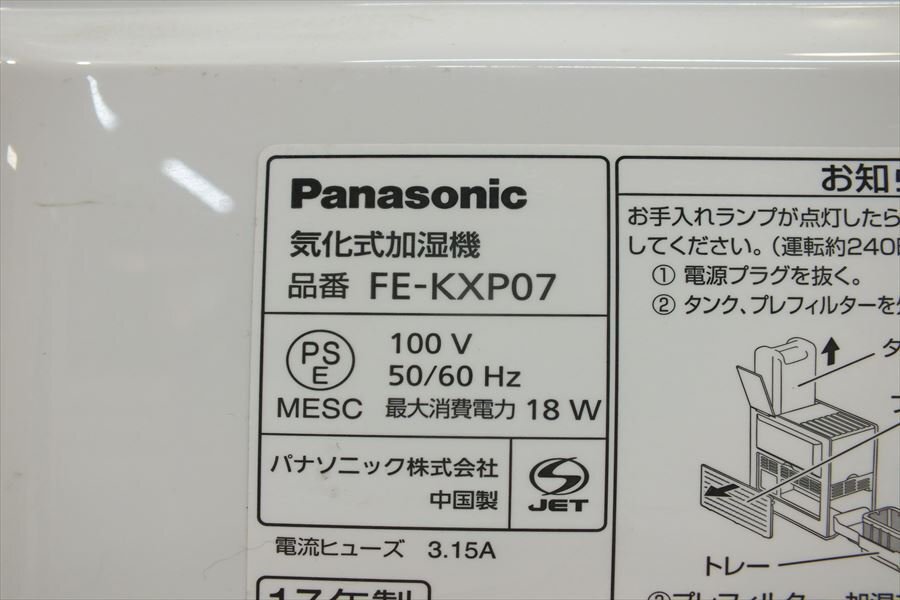 Panasonic
気化式加湿機
品番 FE-KXP07
PS
E
MESC
100 V
50/60 Hz
最大消費電力 18 W
パナソニック株式会社
中国製
S
JET
電流ヒューズ 3.15A
17年製
お知
お手入れランプが点灯したら
してください。(運転約240
① 電源プラグを抜く。
② タンク、プレフィルターを
タ
トレー